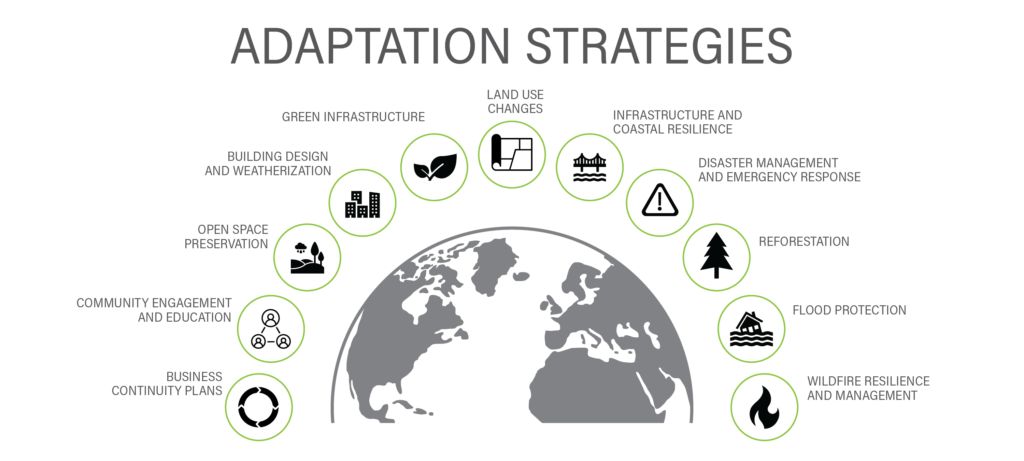 ADAPTATION STRATEGIES
LAND USE
CHANGES
GREEN INFRASTRUCTURE
INFRASTRUCTURE AND
COASTAL RESILIENCE
BUILDING DESIGN
AND WEATHERIZATION
DISASTER MANAGEMENT
AND EMERGENCY RESPONSE
OPEN SPACE
PRESERVATION
REFORESTATION
COMMUNITY ENGAGEMENT
AND EDUCATION
FLOOD PROTECTION
BUSINESS
CONTINUITY PLANS
WILDFIRE RESILIENCE
AND MANAGEMENT